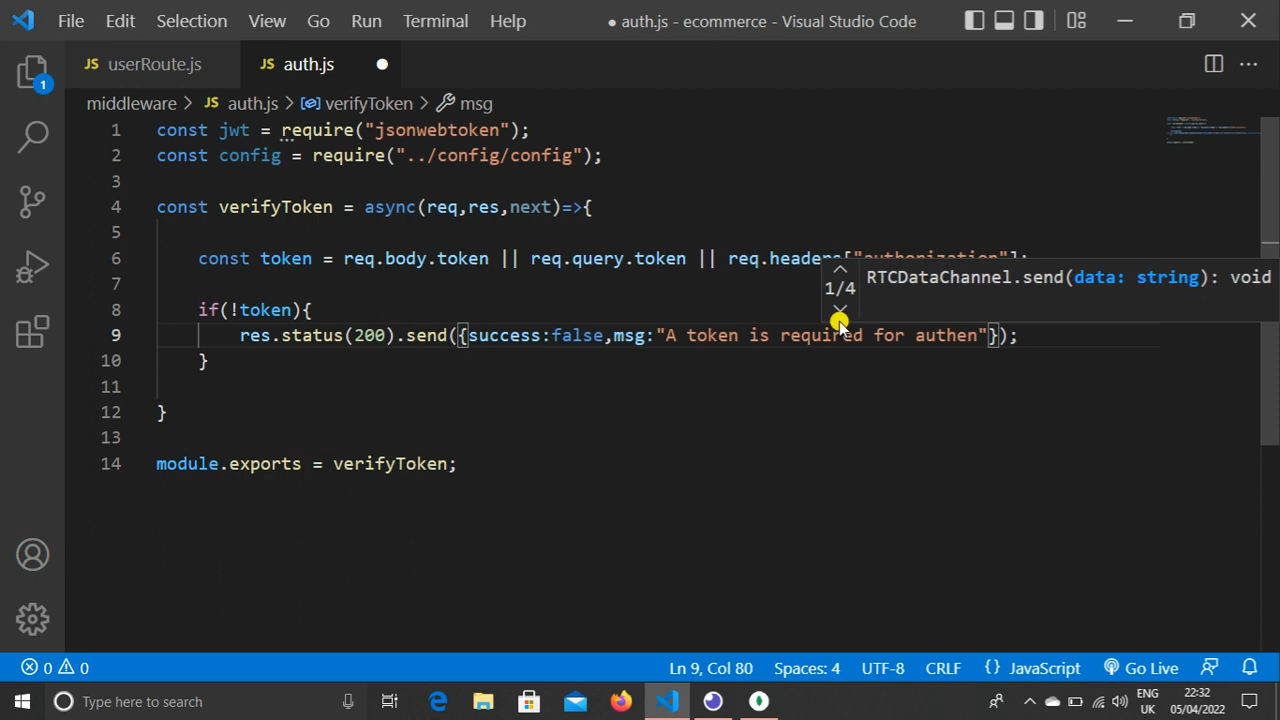 File Edit Selection View Go Run Terminal Help ● auth.js - ecommerce - Visual Studio Code
JS userRoute.js JS auth.js
1
middleware > JS auth.js > verifyToken > msg
1 const jwt = require("jsonwebtoken");
2 const config = require("../config/config");
3
4 const verifyToken = async(req,res,next)=>{
5
6 const token = req.body.token || req.query.token || req.headers["authorization"];
1/4 RTCDataChannel.send(data: string): void
7
8 if(!token){
9 res.status(200).send({success:false,msg:"A token is required for authen"});
10 }
11
12 }
13
14 module.exports = verifyToken;
0 0 Ln 9, Col 80 Spaces: 4 UTF-8 CRLF {} JavaScript Go Live
Type here to search ENG UK 22:32 05/04/2022